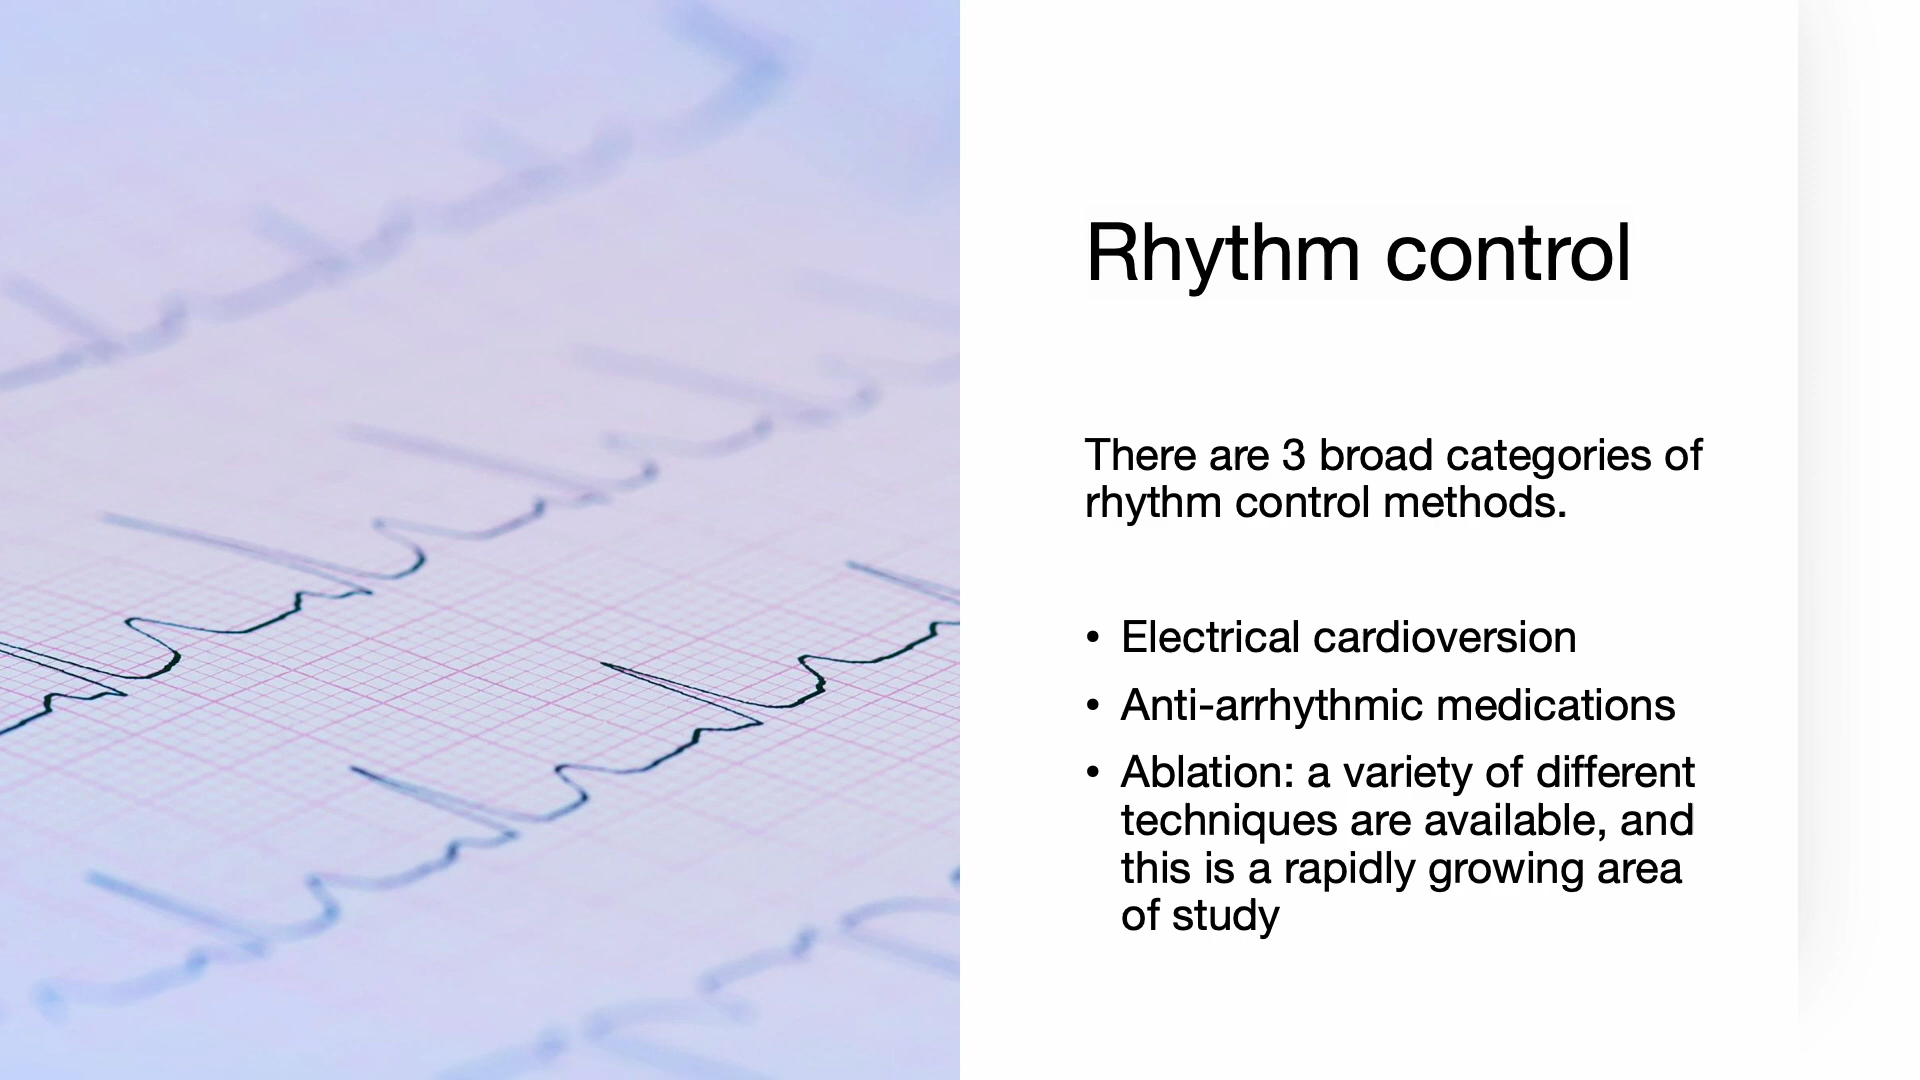 Rhythm control
There are 3 broad categories of
rhythm control methods.
• Electrical cardioversion
• Anti-arrhythmic medications
• Ablation: a variety of different
techniques are available, and
this is a rapidly growing area
of study